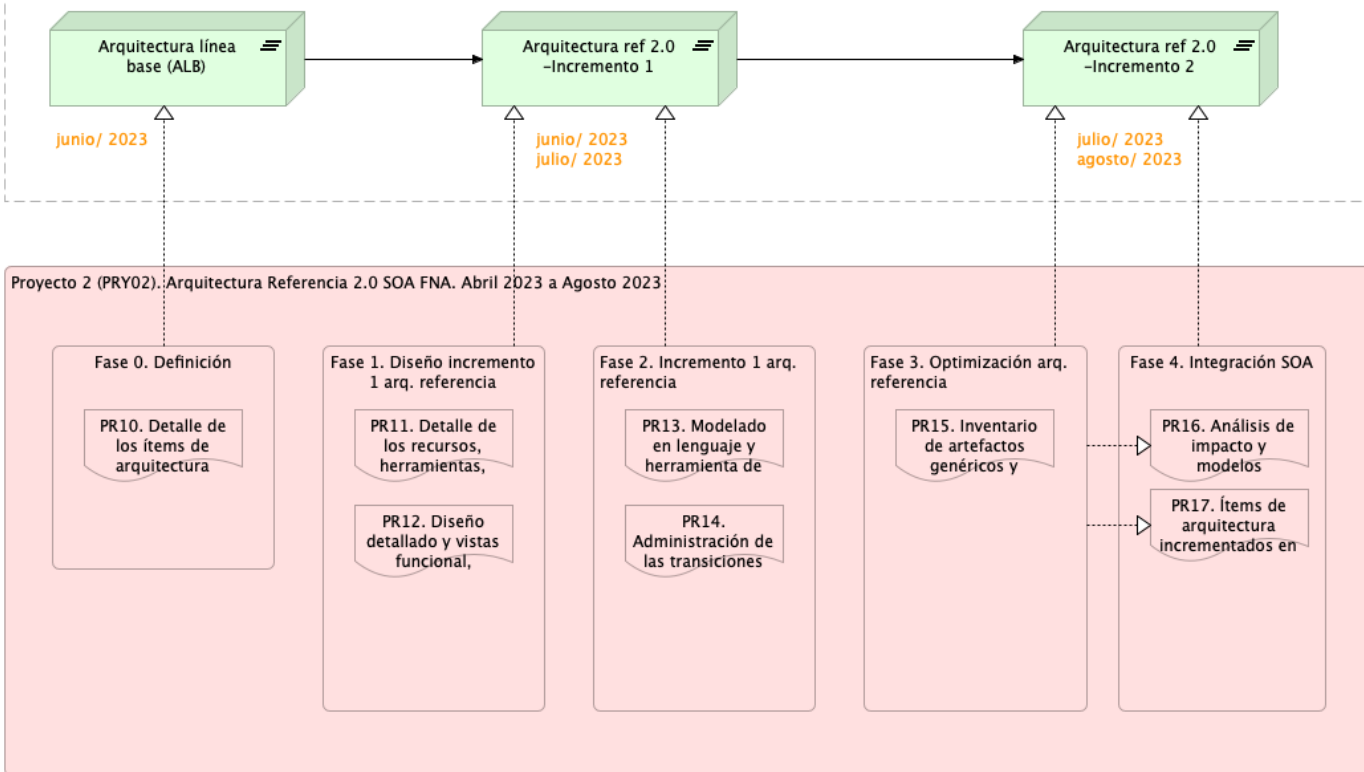 Arquitectura línea
base (ALB)
Arquitectura ref 2.0
-Incremento 1
Arquitectura ref 2.0
-Incremento 2
junio/ 2023
junio/ 2023
julio/ 2023
julio/ 2023
agosto/ 2023
Proyecto 2 (PRY02). Arquitectura Referencia 2.0 SOA FNA. Abril 2023 a Agosto 2023
Fase 0. Definición
PR10. Detalle de
los ítems de
arquitectura
Fase 1. Diseño incremento
1 arq. referencia
PR11. Detalle de
los recursos,
herramientas,
PR12. Diseño
detallado y vistas
funcional,
Fase 2. Incremento 1 arq.
referencia
PR13. Modelado
en lenguaje y
herramienta de
PR14.
Administración de
las transiciones
Fase 3. Optimización arq.
referencia
PR15. Inventario
de artefactos
genéricos y
Fase 4. Integración SOA
PR16. Análisis de
impacto y
modelos
PR17. Ítems de
arquitectura
incrementados en